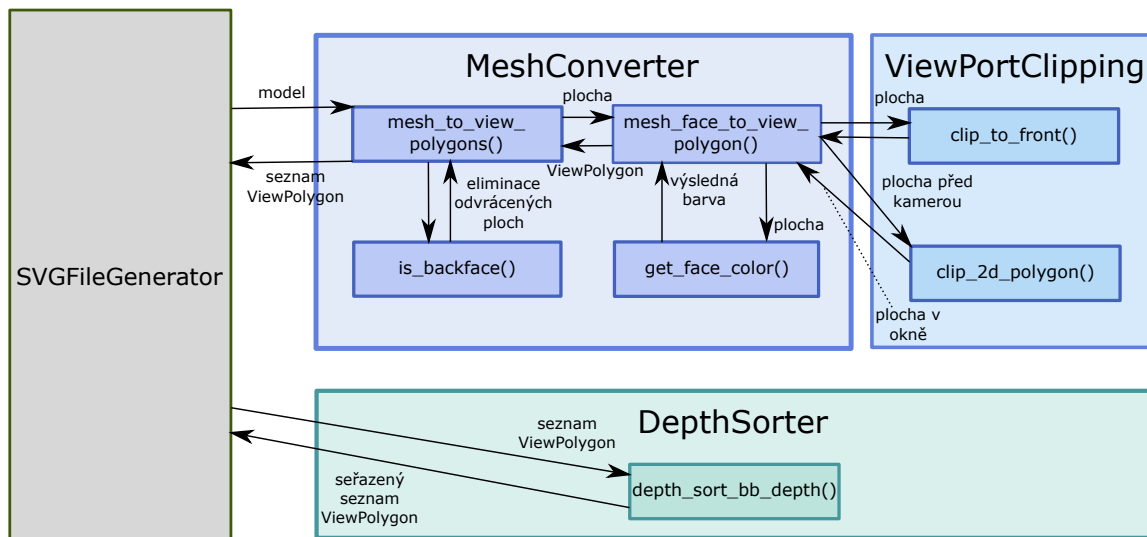 SVGFileGenerator
MeshConverter
ViewPortClipping
model
mesh_to_view_
polygons()
plocha
mesh_face_to_view_
polygon()
plocha
clip_to_front()
seznam
ViewPolygon
ViewPolygon
eliminace
odvrácených
ploch
výsledná
barva
plocha
plocha před
kamerou
is_backface()
get_face_color()
clip_2d_polygon()
plocha v
okně
DepthSorter
seznam
ViewPolygon
seřazený
seznam
ViewPolygon
depth_sort_bb_depth()